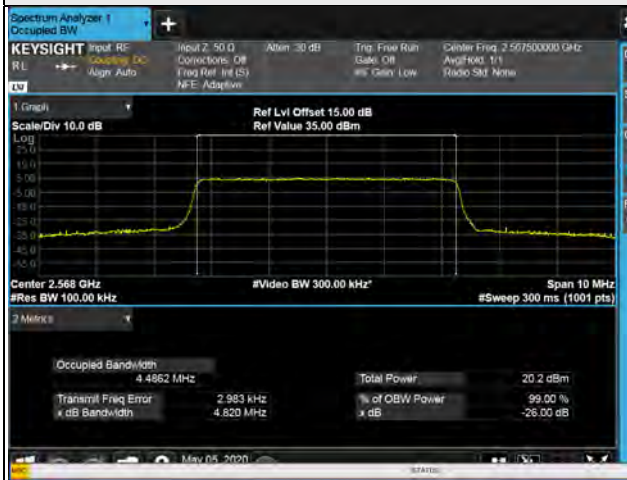 Spectrum Analyzer 1
Occupied BW
+
KEYSIGHT Input: RF Input Z: 50 Ω Atten: 30 dB Trig: Free Run Center Freq: 2.567500000 GHz
RL Coupling: DC Corrections: Off Gate: Off Avg|Hold: 1/1
Align: Auto Freq Ref: Int (S) #IF Gain: Low Radio Std: None
LXI NFE: Adaptive
1 Graph
Ref Lvl Offset 15.00 dB
Scale/Div 10.0 dB Ref Value 35.00 dBm
Log
25.0
15.0
5.00
-5.00
-15.0
-25.0
-35.0
-45.0
-55.0
Center 2.568 GHz #Video BW 300.00 kHz* Span 10 MHz
#Res BW 100.00 kHz #Sweep 300 ms (1001 pts)
2 Metrics
Occupied Bandwidth
4.4862 MHz Total Power 20.2 dBm
Transmit Freq Error 2.983 kHz % of OBW Power 99.00 %
x dB Bandwidth 4.820 MHz x dB -26.00 dB
May 05, 2020
MSG STATUS